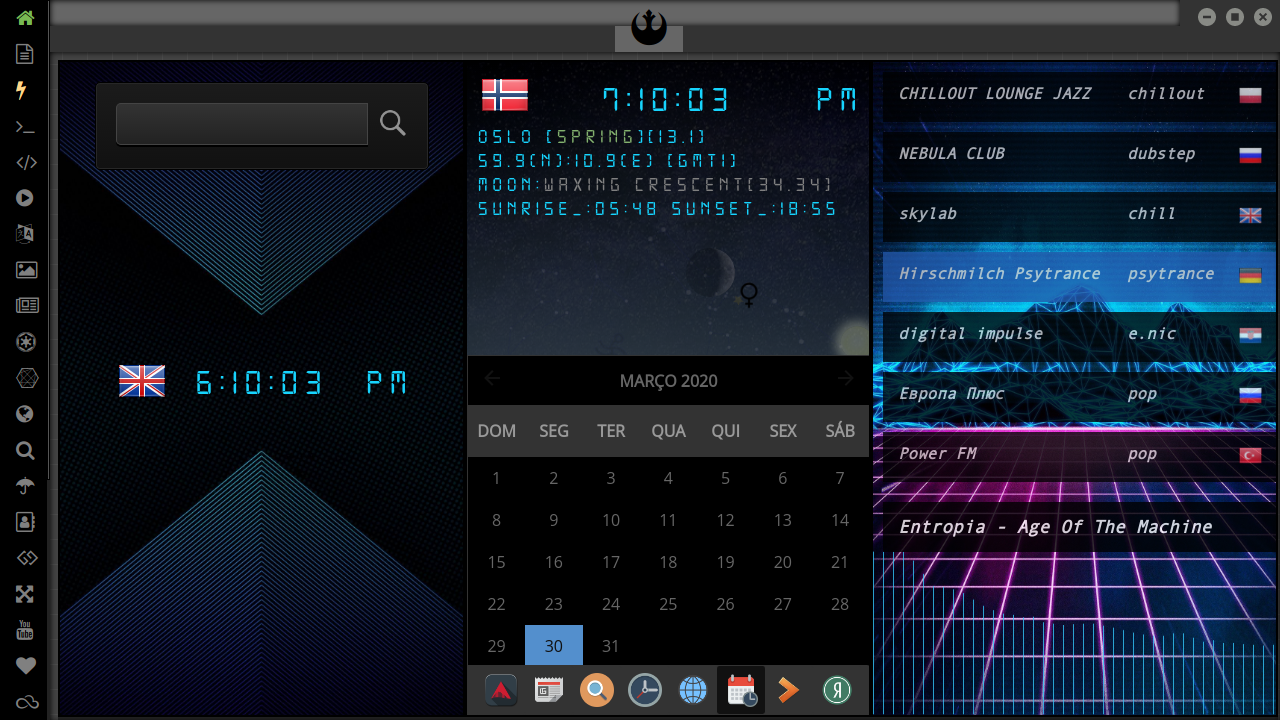 6:10:03 PM
7:10:03 PM
OSLO [SPRING][13.1]
59.9(N):10.9(E) [GMT1]
MOON:WAXING CRESCENT[34.34]
SUNRISE_:05:48 SUNSET_:18:55
MARÇO 2020
DOM SEG TER QUA QUI SEX SÁB
1 2 3 4 5 6 7
8 9 10 11 12 13 14
15 16 17 18 19 20 21
22 23 24 25 26 27 28
29 30 31
CHILLOUT LOUNGE JAZZ chillout
NEBULA CLUB dubstep
skylab chill
Hirschmilch Psytrance psytrance
digital impulse e.nic
Европа Плюс pop
Power FM pop
Entropia - Age Of The Machine
You
Tube
Я